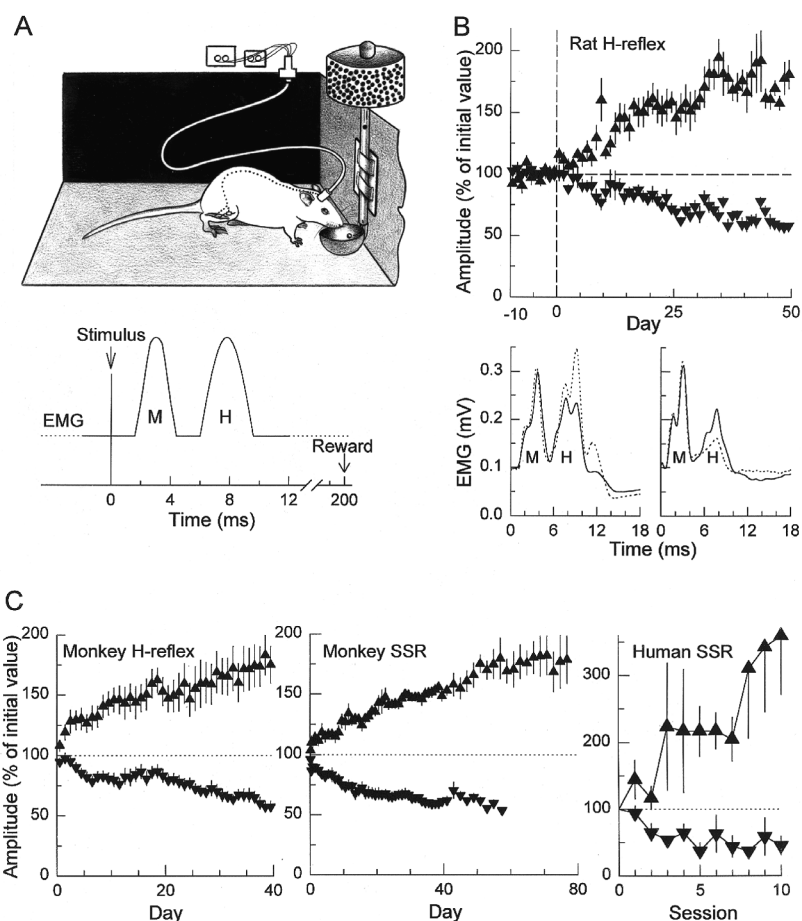 A
Stimulus
EMG
M
H
Reward
0 4 8 12 200
Time (ms)
B
Rat H-reflex
Amplitude (% of initial value)
200
150
100
50
0
-10 0 25 50
Day
EMG (mV)
0.3
0.2
0.1
0.0
M H
M H
0 6 12 18
0 6 12 18
Time (ms)
C
Amplitude (% of initial value)
Monkey H-reflex
200
150
100
50
0
0 20 40
Day
Monkey SSR
200
150
100
50
0
0 40 80
Day
Human SSR
300
200
100
0
0 5 10
Session